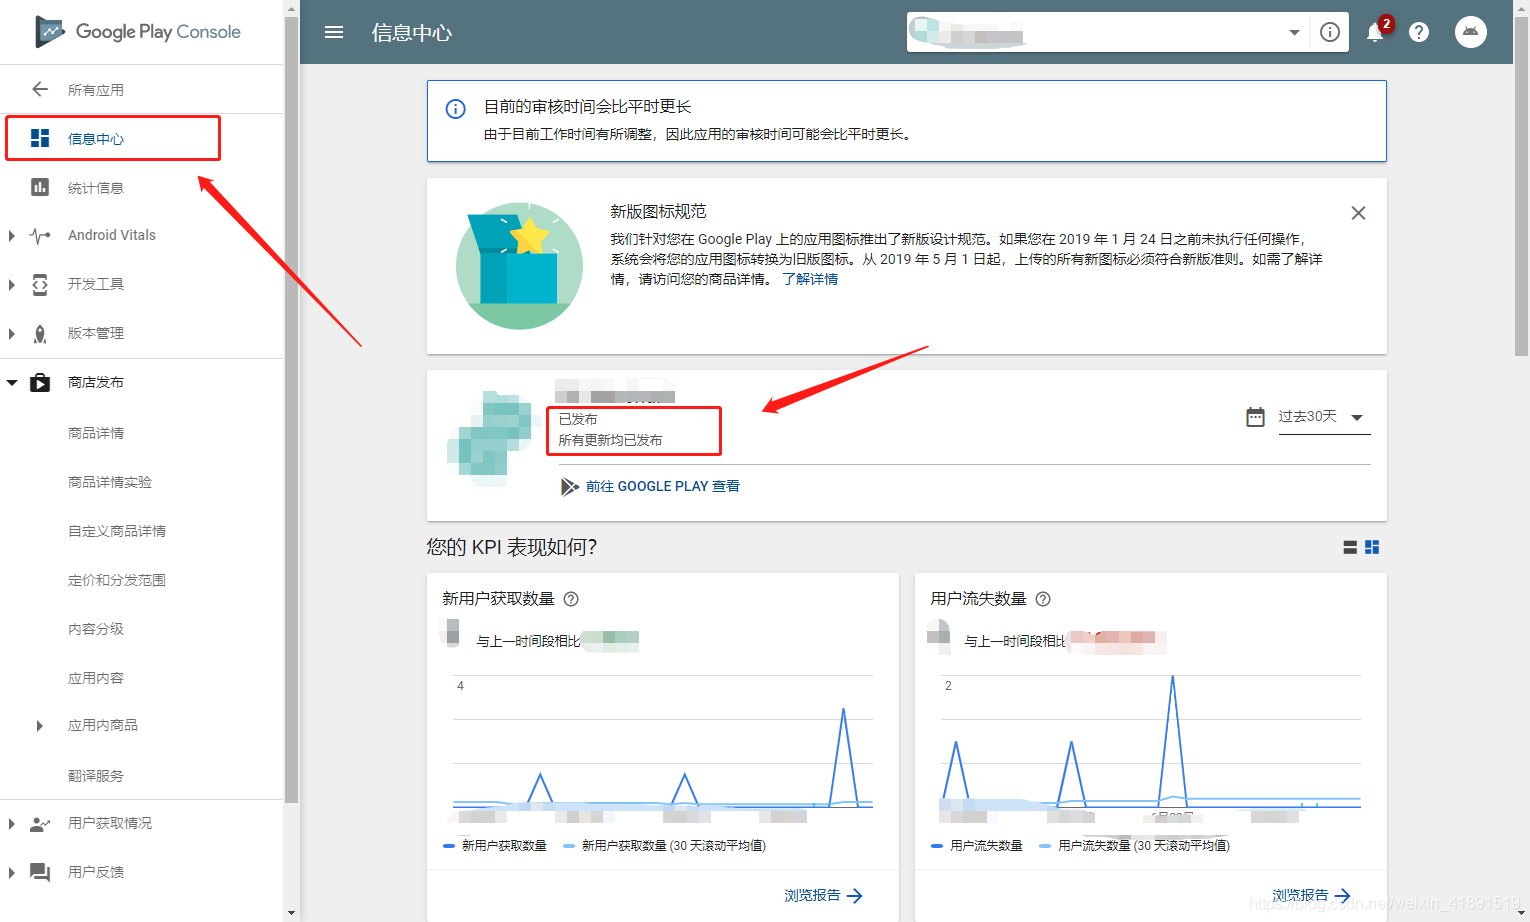 Google Play Console
信息中心
2
所有应用
信息中心
统计信息
Android Vitals
开发工具
版本管理
商店发布
商品详情
商品详情实验
自定义商品详情
定价和分发范围
内容分级
应用内容
应用内商品
翻译服务
用户获取情况
用户反馈
目前的审核时间会比平时更长
由于目前工作时间有所调整，因此应用的审核时间可能会比平时更长。
新版图标规范
我们针对您在 Google Play 上的应用图标推出了新版设计规范。如果您在 2019 年 1 月 24 日之前未执行任何操作，
系统会将您的应用图标转换为旧版图标。从 2019 年 5 月 1 日起，上传的所有新图标必须符合新版准则。如需了解详
情，请访问您的商品详情。 了解详情
已发布
所有更新均已发布
过去30天
前往 GOOGLE PLAY 查看
您的 KPI 表现如何？
新用户获取数量
与上一时间段相比
4
新用户获取数量 新用户获取数量 (30 天滚动平均值)
浏览报告
用户流失数量
与上一时间段相比
2
用户流失数量 用户流失数量 (30 天滚动平均值)
浏览报告
https://blog.csdn.net/weixin_41891519